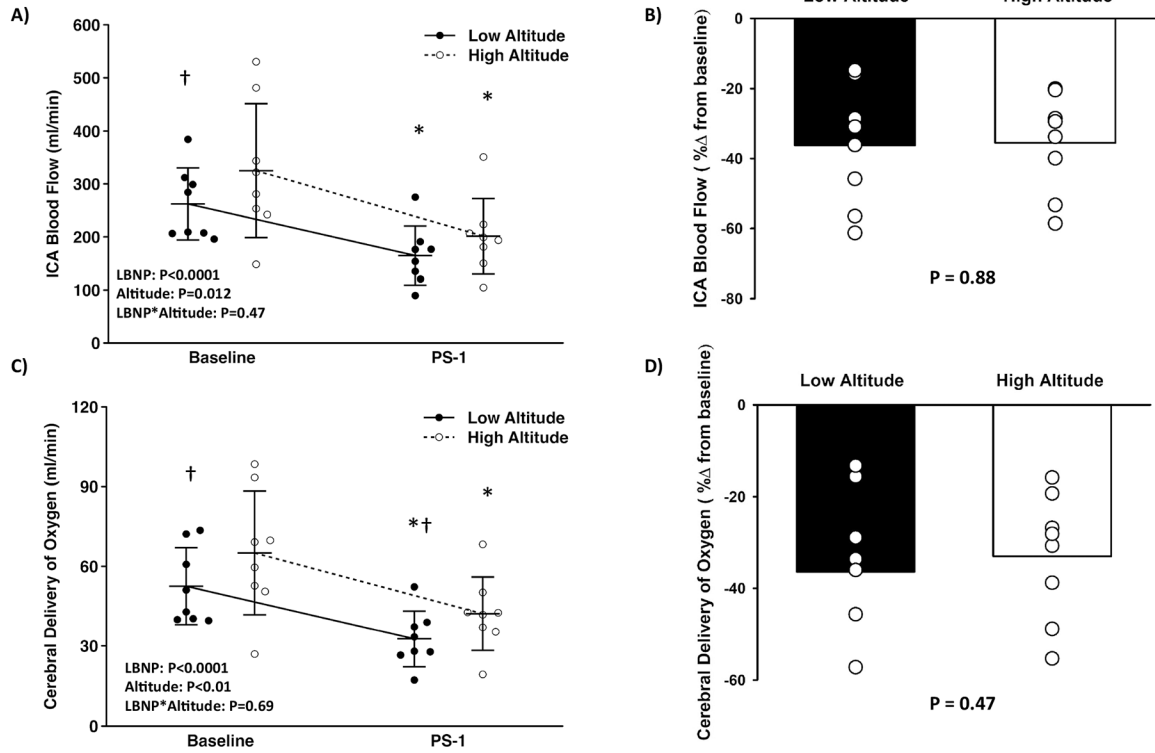 A)
600
500
400
300
200
100
0
ICA Blood Flow (ml/min)
Low Altitude
High Altitude
†
*
*
LBNP: P<0.0001
Altitude: P=0.012
LBNP*Altitude: P=0.47
Baseline PS-1
B)
Low Altitude High Altitude
0
-20
-40
-60
-80
ICA Blood Flow ( %Δ from baseline)
P = 0.88
C)
120
90
60
30
0
Cerebral Delivery of Oxygen (ml/min)
Low Altitude
High Altitude
†
*†
*
LBNP: P<0.0001
Altitude: P<0.01
LBNP*Altitude: P=0.69
Baseline PS-1
D)
Low Altitude High Altitude
0
-20
-40
-60
Cerebral Delivery of Oxygen ( %Δ from baseline)
P = 0.47